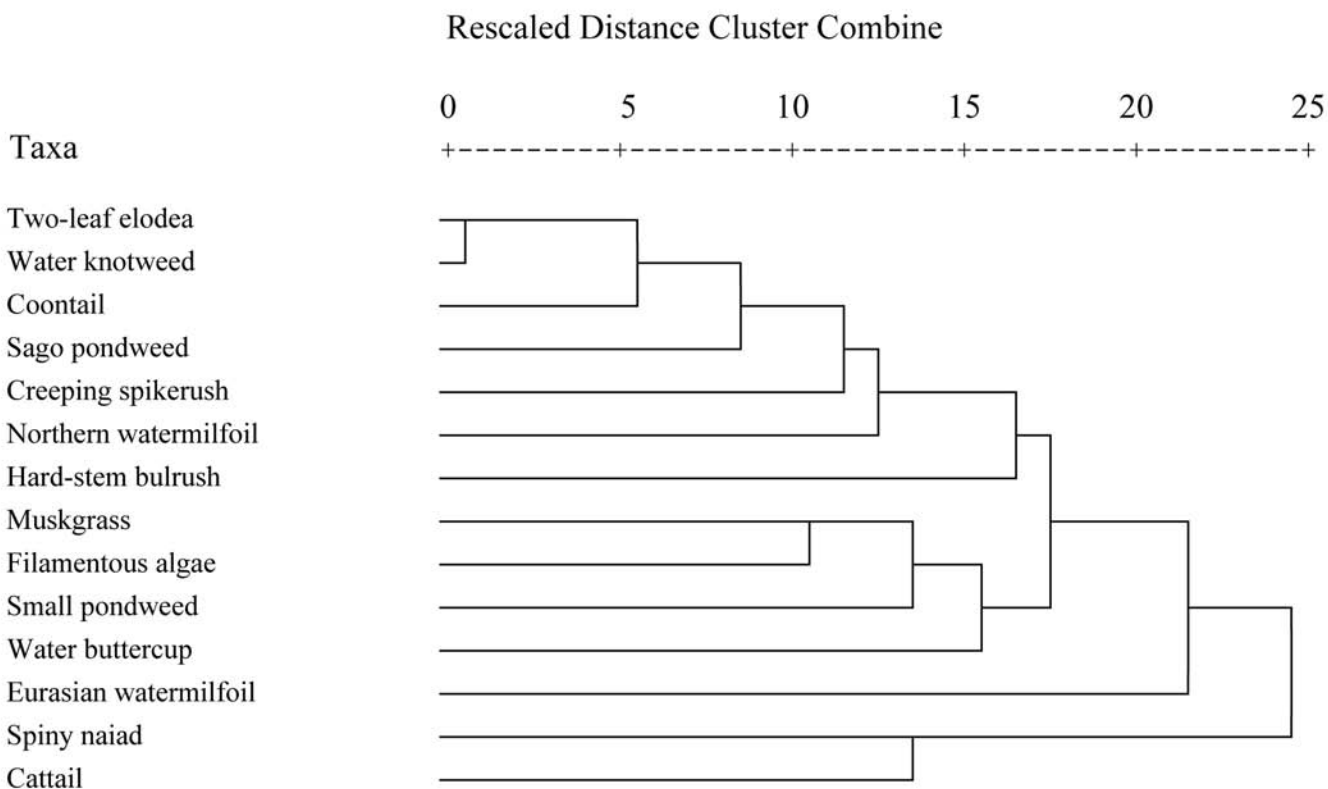 Rescaled Distance Cluster Combine
0 5 10 15 20 25
Taxa +---------+---------+---------+---------+---------+
Two-leaf elodea
Water knotweed
Coontail
Sago pondweed
Creeping spikerush
Northern watermilfoil
Hard-stem bulrush
Muskgrass
Filamentous algae
Small pondweed
Water buttercup
Eurasian watermilfoil
Spiny naiad
Cattail